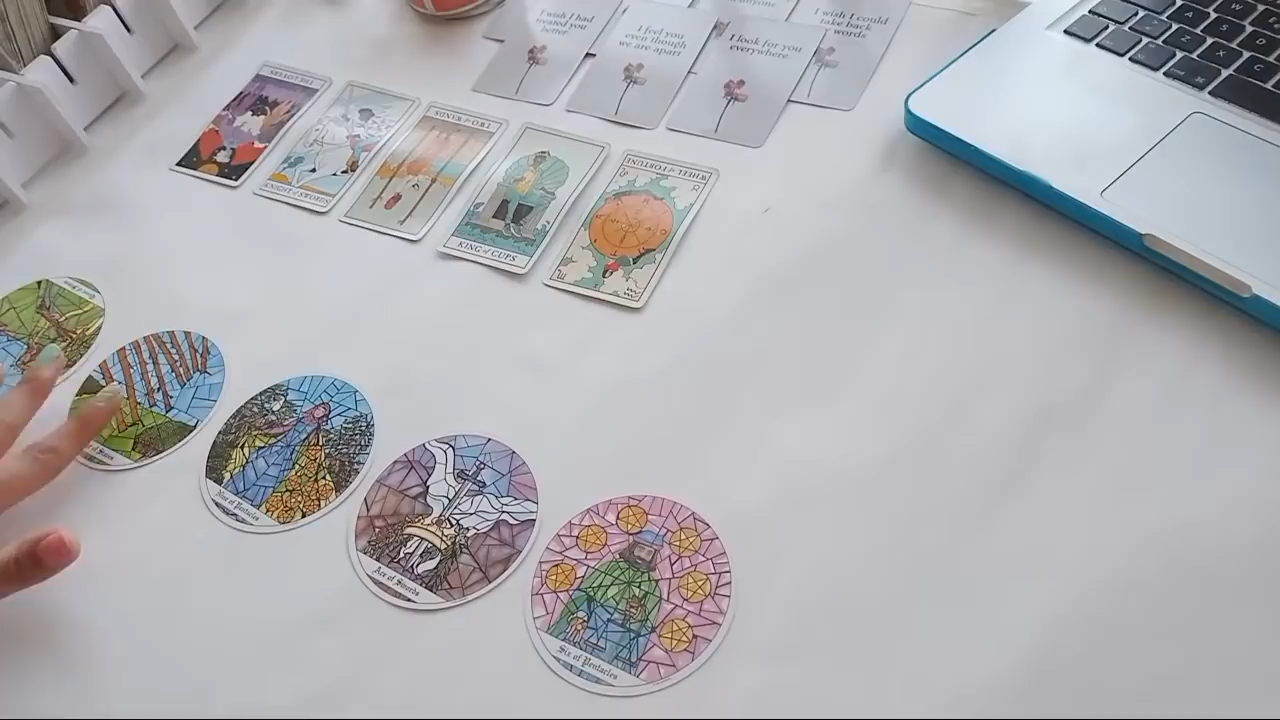 I wish I had
treated you
better
I feel you
even though
we are apart
anyone
I look for you
everywhere
I wish I could
take back
words
THE LOVERS
KNIGHT of SWORDS
TWO of WANDS
KING of CUPS
WHEEL of FORTUNE
Nine of Pentacles
Ace of Swords
Six of Pentacles